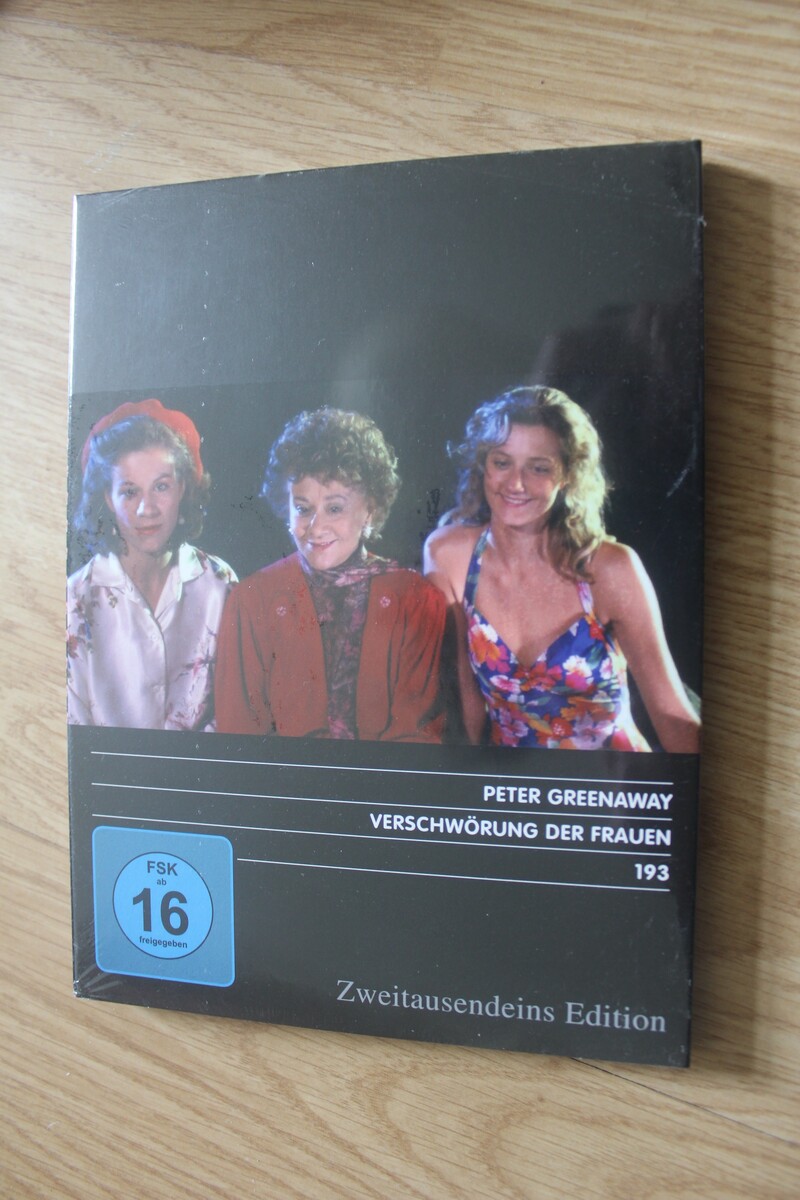 PETER GREENAWAY
VERSCHWÖRUNG DER FRAUEN
193
FSK
ab
16
freigegeben
Zweitausendeins Edition